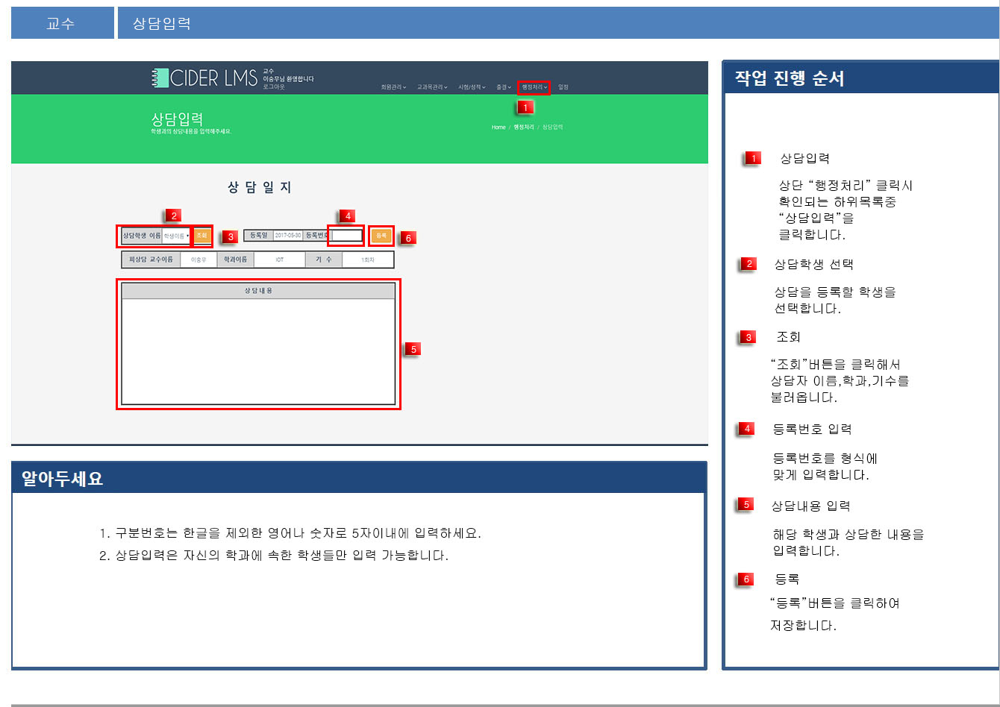 교수
상담입력
CIDER LMS
교수
이승무님 환영합니다
로그아웃
회원관리
교과목관리
시험/성적
출결
행정처리
일정
1
상담입력
학생과의 상담내용을 입력해주세요.
Home / 행정처리 / 상담입력
상 담 일 지
2
4
상담학생 이름
학생이름
조회
3
등록일
2017-05-30
등록번호
등록
6
피상담 교수이름
이승무
학과이름
IOT
기 수
1회차
상 담 내 용
5
알아두세요
1. 구분번호는 한글을 제외한 영어나 숫자로 5자이내에 입력하세요.
2. 상담입력은 자신의 학과에 속한 학생들만 입력 가능합니다.
작업 진행 순서
1 상담입력
상단 “행정처리” 클릭시
확인되는 하위목록중
“상담입력”을
클릭합니다.
2 상담학생 선택
상담을 등록할 학생을
선택합니다.
3 조회
“조회”버튼을 클릭해서
상담자 이름,학과,기수를
불러옵니다.
4 등록번호 입력
등록번호를 형식에
맞게 입력합니다.
5 상담내용 입력
해당 학생과 상담한 내용을
입력합니다.
6 등록
“등록”버튼을 클릭하여
저장합니다.